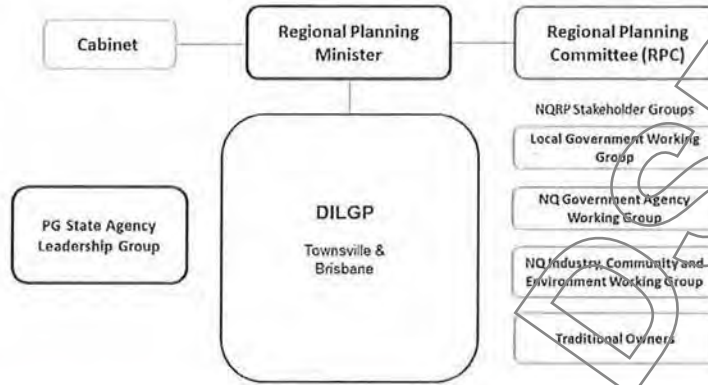 Cabinet
Regional Planning
Minister
Regional Planning
Committee (RPC)
NQRP Stakeholder Groups
Local Government Working
Group
PG State Agency
Leadership Group
DILGP
Townsville &
Brisbane
NQ Government Agency
Working Group
NQ Industry, Community and
Environment Working Group
Traditional Owners